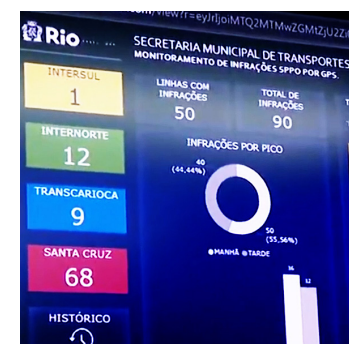 Rio
SECRETARIA MUNICIPAL DE TRANSPORTES
MONITORAMENTO DE INFRAÇÕES SPPO POR GPS.
INTERSUL
1
INTERNORTE
12
TRANSCARIOCA
9
SANTA CRUZ
68
HISTÓRICO
LINHAS COM
INFRAÇÕES
50
TOTAL DE
INFRAÇÕES
90
INFRAÇÕES POR PICO
40
(44,44%)
50
(55,56%)
MANHÃ TARDE
12